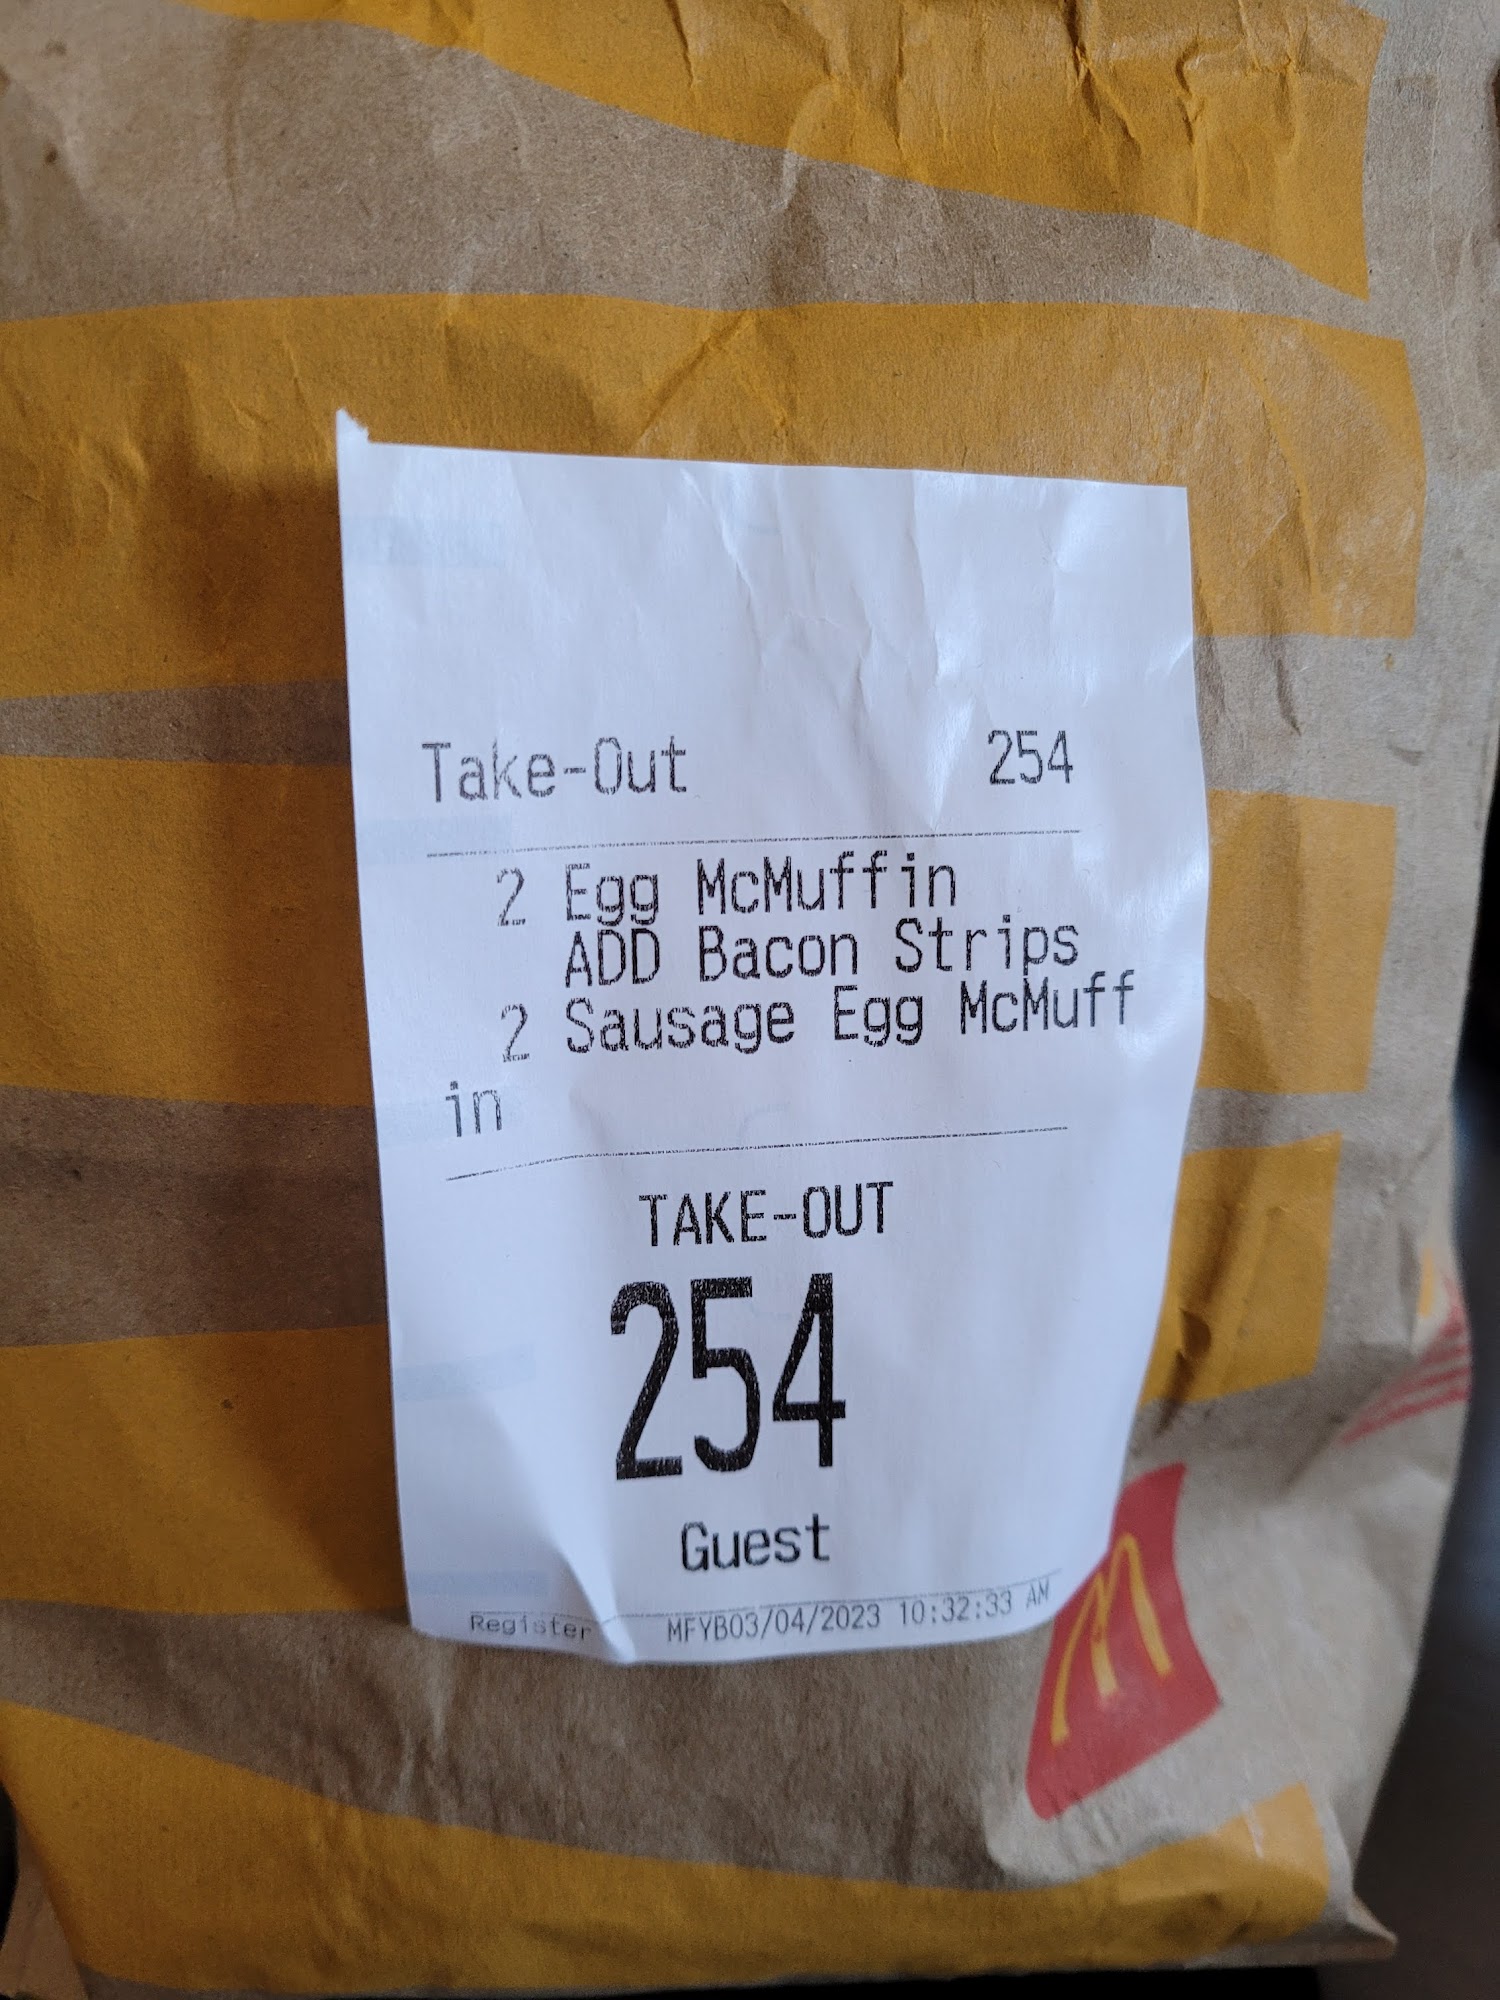 Take-Out 254
2 Egg McMuffin
ADD Bacon Strips
2 Sausage Egg McMuff
in
TAKE-OUT
254
Guest
Register MFYB03/04/2023 10:32:33 AM